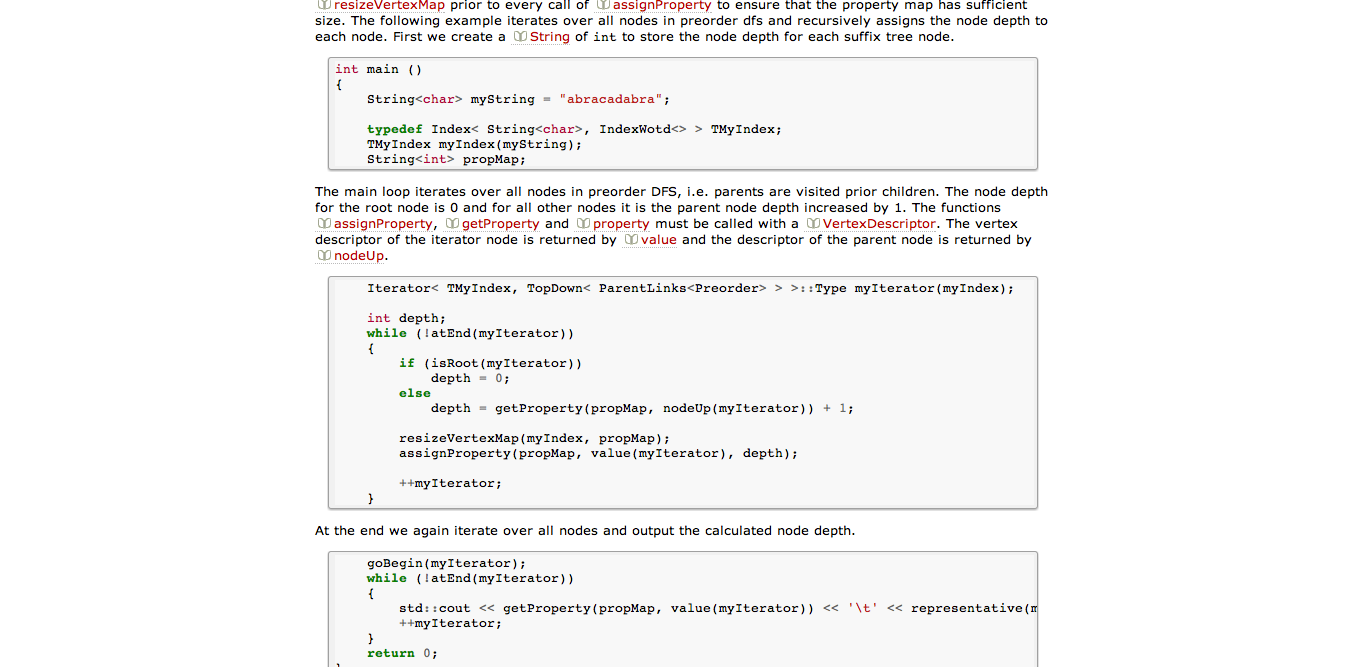 resizeVertexMap prior to every call of assignProperty to ensure that the property map has sufficient
size. The following example iterates over all nodes in preorder dfs and recursively assigns the node depth to
each node. First we create a String of int to store the node depth for each suffix tree node.
int main ()
{
    String<char> myString = "abracadabra";
    typedef Index< String<char>, IndexWotd<> > TMyIndex;
    TMyIndex myIndex(myString);
    String<int> propMap;
The main loop iterates over all nodes in preorder DFS, i.e. parents are visited prior children. The node depth
for the root node is 0 and for all other nodes it is the parent node depth increased by 1. The functions
assignProperty, getProperty and property must be called with a VertexDescriptor. The vertex
descriptor of the iterator node is returned by value and the descriptor of the parent node is returned by
nodeUp.
    Iterator< TMyIndex, TopDown< ParentLinks<Preorder> > >::Type myIterator(myIndex);
    int depth;
    while (!atEnd(myIterator))
    {
        if (isRoot(myIterator))
            depth = 0;
        else
            depth = getProperty(propMap, nodeUp(myIterator)) + 1;
        resizeVertexMap(myIndex, propMap);
        assignProperty(propMap, value(myIterator), depth);
        ++myIterator;
    }
At the end we again iterate over all nodes and output the calculated node depth.
    goBegin(myIterator);
    while (!atEnd(myIterator))
    {
        std::cout << getProperty(propMap, value(myIterator)) << '\t' << representative(m
        ++myIterator;
    }
    return 0;
}